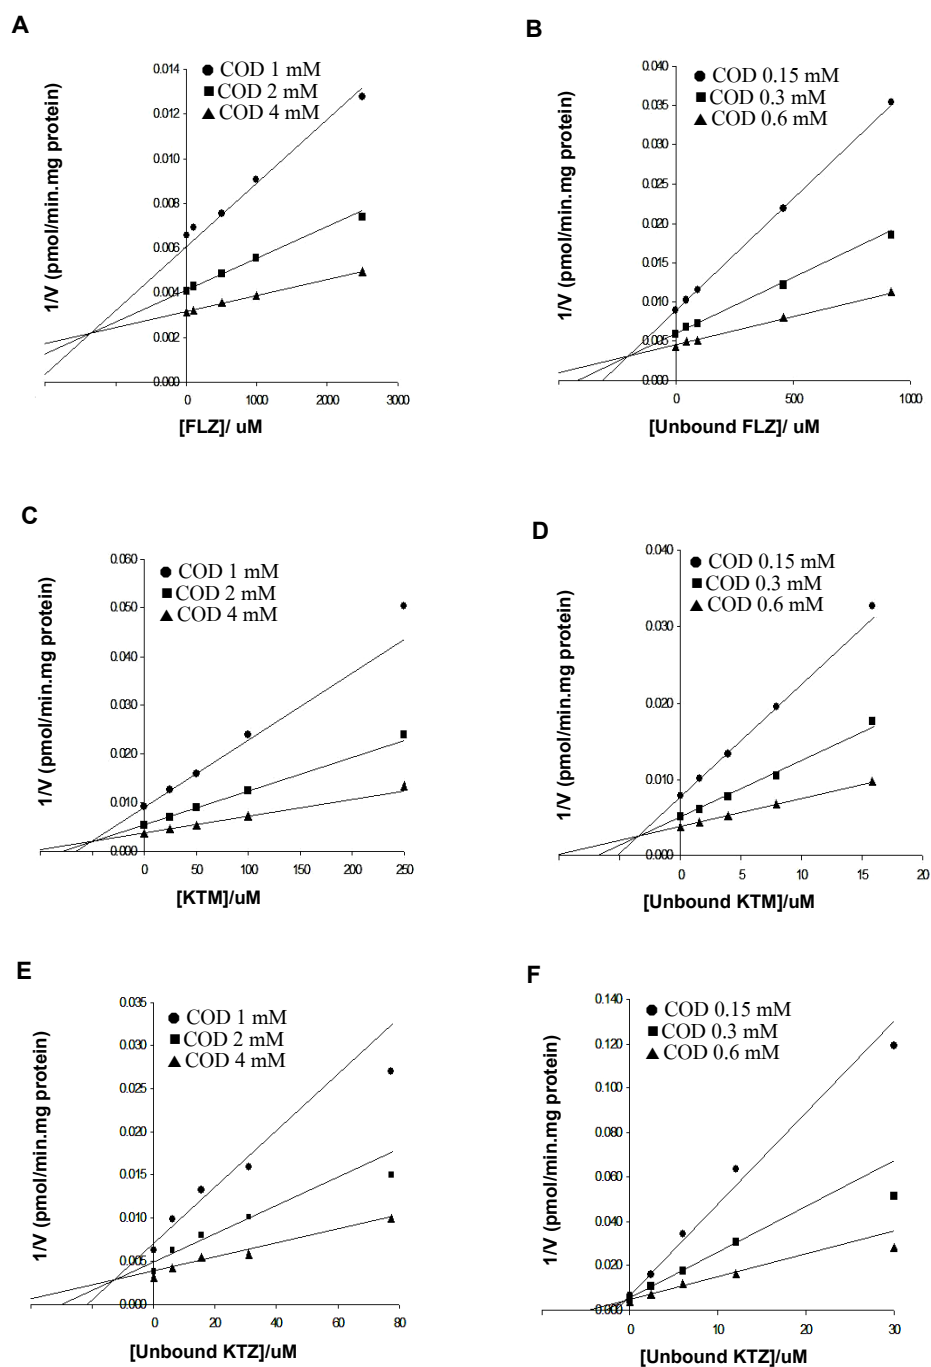 A
COD 1 mM
COD 2 mM
COD 4 mM
1/V (pmol/min.mg protein)
0.014
0.012
0.010
0.008
0.006
0.004
0.002
0.000
0 1000 2000 3000
[FLZ]/ uM
B
COD 0.15 mM
COD 0.3 mM
COD 0.6 mM
1/V (pmol/min.mg protein)
0.040
0.035
0.030
0.025
0.020
0.015
0.010
0.005
0.000
0 500 1000
[Unbound FLZ]/ uM
C
COD 1 mM
COD 2 mM
COD 4 mM
1/V (pmol/min.mg protein)
0.060
0.050
0.040
0.030
0.020
0.010
0.000
0 50 100 150 200 250
[KTM]/uM
D
COD 0.15 mM
COD 0.3 mM
COD 0.6 mM
1/V (pmol/min.mg protein)
0.040
0.030
0.020
0.010
0.000
0 5 10 15 20
[Unbound KTM]/uM
E
COD 1 mM
COD 2 mM
COD 4 mM
1/V (pmol/min.mg protein)
0.035
0.030
0.025
0.020
0.015
0.010
0.005
0.000
0 20 40 60 80
[Unbound KTZ]/uM
F
COD 0.15 mM
COD 0.3 mM
COD 0.6 mM
1/V (pmol/min.mg protein)
0.140
0.120
0.100
0.080
0.060
0.040
0.020
0.000
0 10 20 30
[Unbound KTZ]/uM